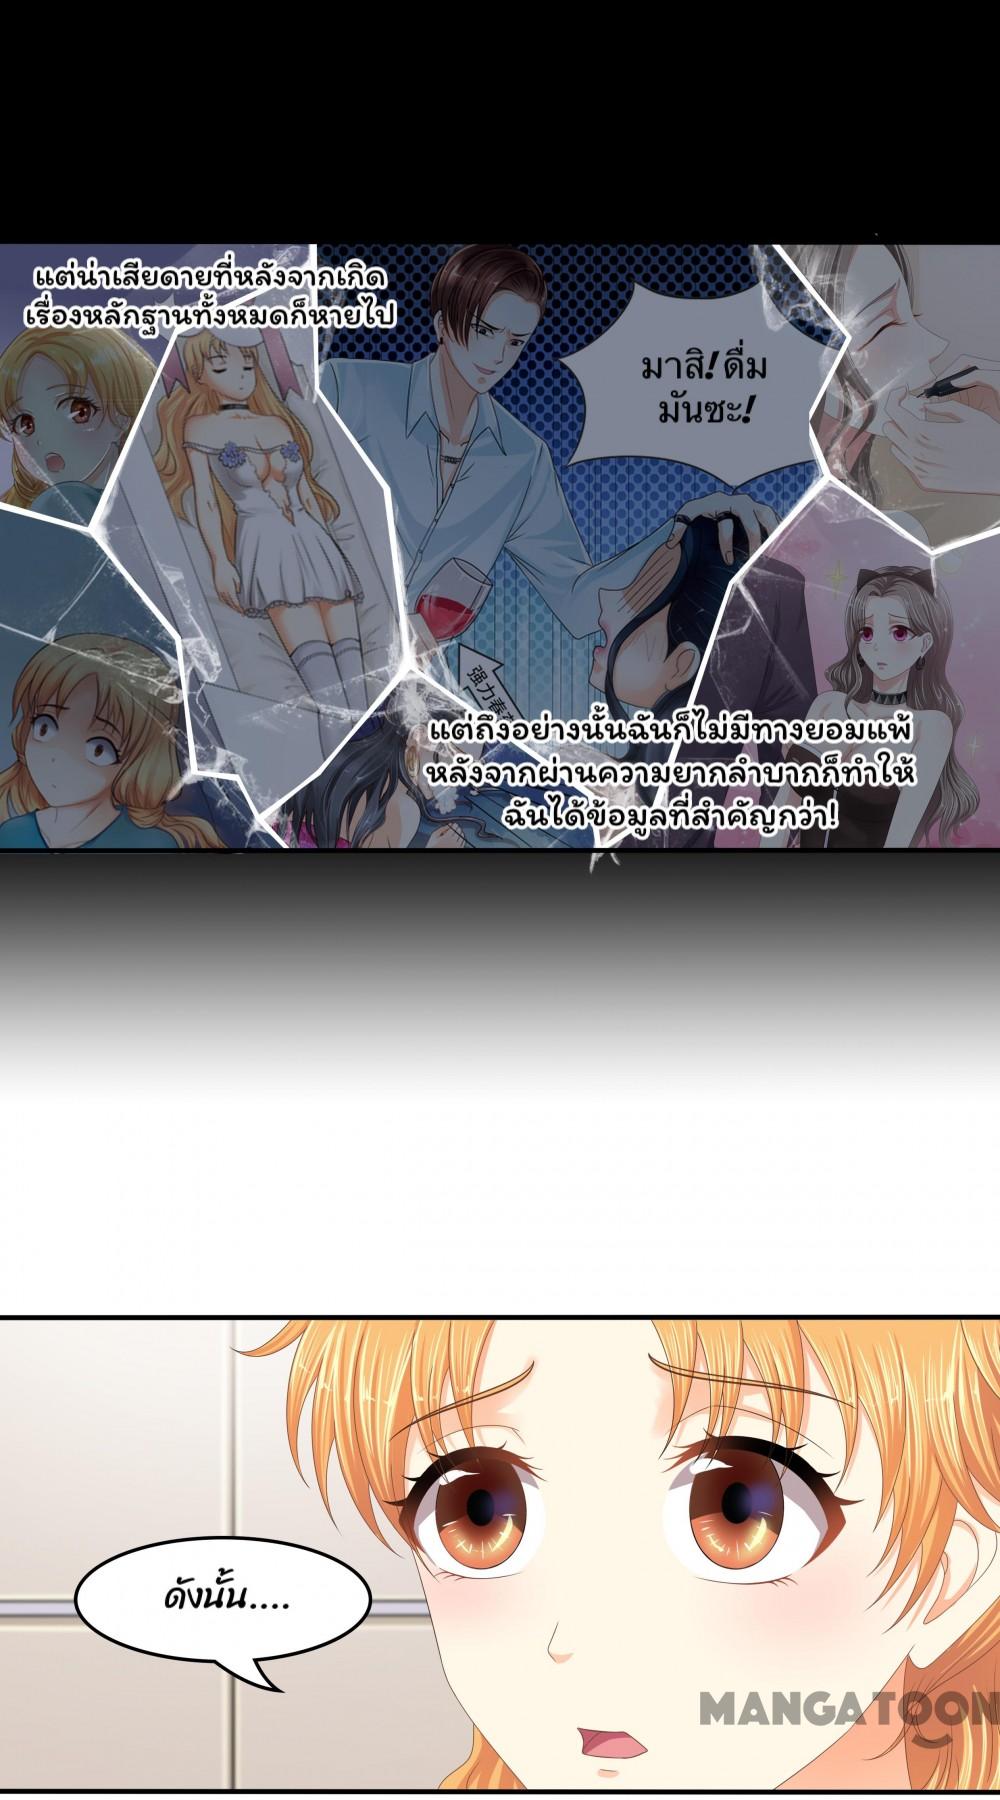 แต่น่าเสียดายที่หลังจากเกิด
เรื่องหลักฐานทั้งหมดก็หายไป
มาสิ! ดื่ม
มันซะ!
强力春
แต่ถึงอย่างนั้นฉันก็ไม่มีทางยอมแพ้
หลังจากผ่านความยากลำบากก็ทำให้
ฉันได้ข้อมูลที่สำคัญกว่า!
ดังนั้น....
MANGATOON